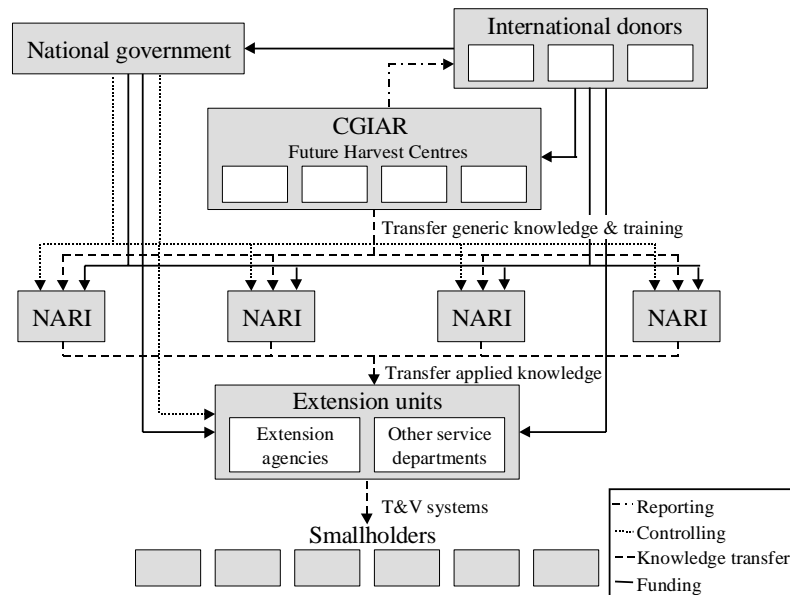 International donors
National government
CGIAR
Future Harvest Centres
Transfer generic knowledge & training
NARI
NARI
NARI
NARI
Transfer applied knowledge
Extension units
Extension
agencies
Other service
departments
T&V systems
Smallholders
Reporting
Controlling
Knowledge transfer
Funding